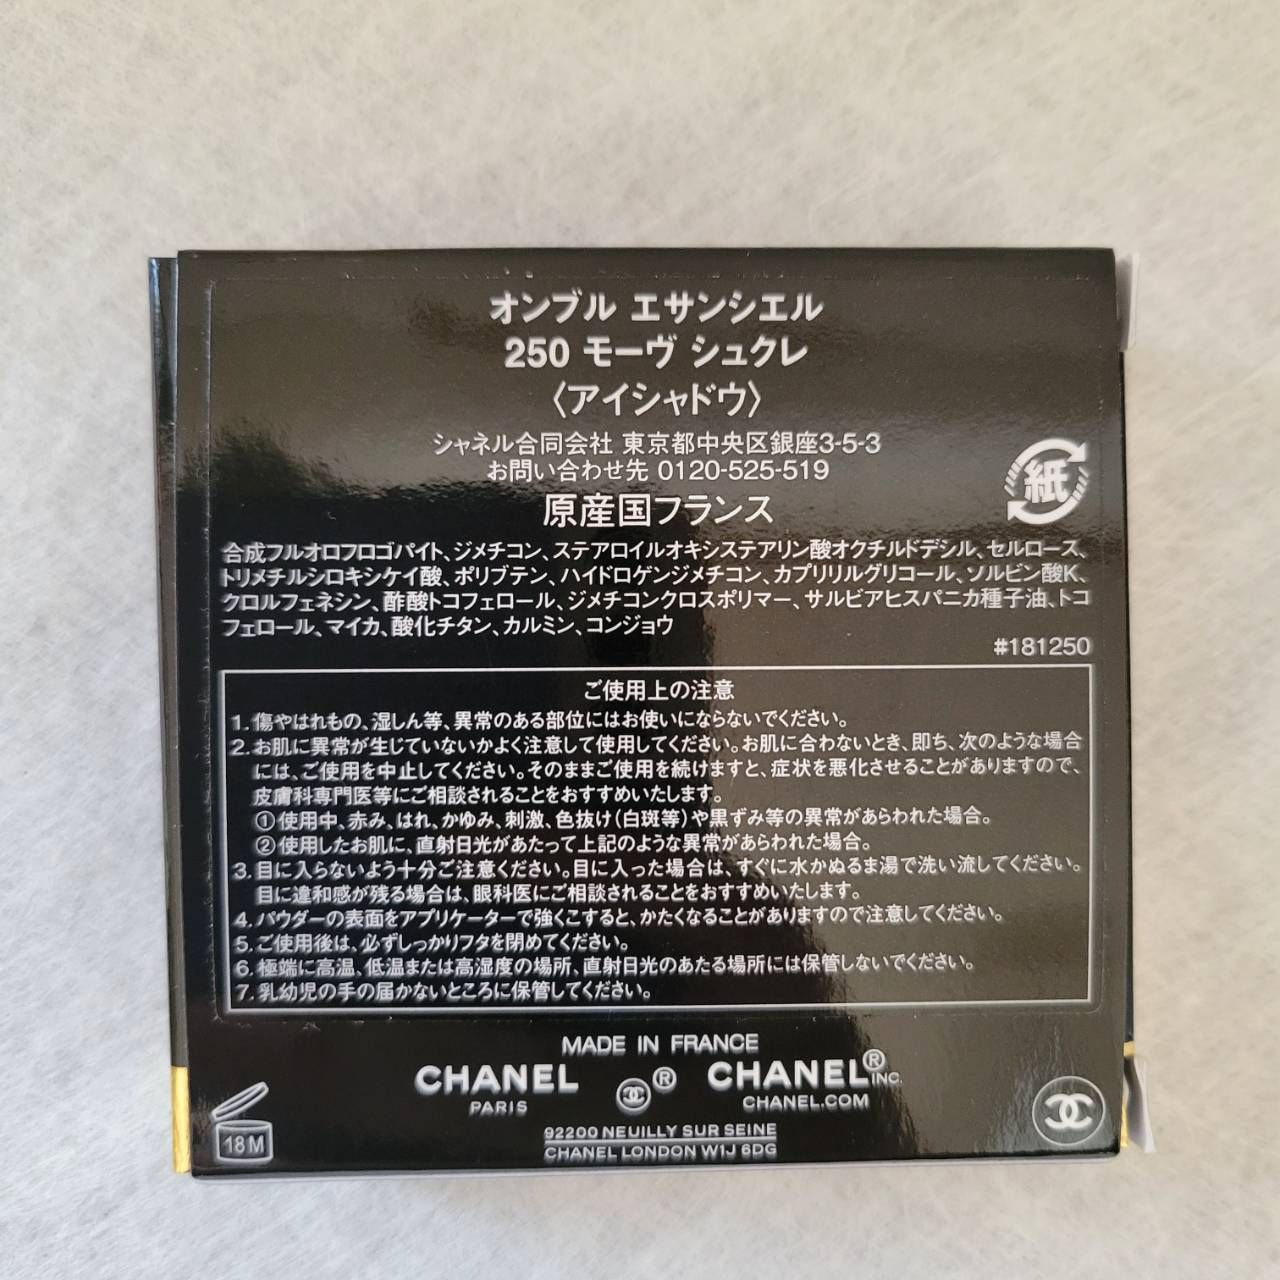 オンブル エサンシエル
250 モーヴ シュクレ
〈アイシャドウ〉
シャネル合同会社 東京都中央区銀座3-5-3
お問い合わせ先 0120-525-519
原産国フランス
紙
合成フルオロフロゴパイト、ジメチコン、ステアロイルオキシステアリン酸オクチルドデシル、セルロース、
トリメチルシロキシケイ酸、ポリブテン、ハイドロゲンジメチコン、カプリリルグリコール、ソルビン酸K、
クロルフェネシン、酢酸トコフェロール、ジメチコンクロスポリマー、サルビアヒスパニカ種子油、トコ
フェロール、マイカ、酸化チタン、カルミン、コンジョウ
#181250
ご使用上の注意
1. 傷やはれもの、湿しん等、異常のある部位にはお使いにならないでください。
2. お肌に異常が生じていないかよく注意して使用してください。お肌に合わないとき、即ち、次のような場合
には、ご使用を中止してください。そのままご使用を続けますと、症状を悪化させることがありますので、
皮膚科専門医等にご相談されることをおすすめいたします。
①使用中、赤み、はれ、かゆみ、刺激、色抜け(白斑等)や黒ずみ等の異常があらわれた場合。
②使用したお肌に、直射日光があたって上記のような異常があらわれた場合。
3. 目に入らないよう十分ご注意ください。目に入った場合は、すぐに水かぬるま湯で洗い流してください。
目に違和感が残る場合は、眼科医にご相談されることをおすすめいたします。
4. パウダーの表面をアプリケーターで強くこすると、かたくなることがありますので注意してください。
5. ご使用後は、必ずしっかりフタを閉めてください。
6. 極端に高温、低温または高湿度の場所、直射日光のあたる場所には保管しないでください。
7. 乳幼児の手の届かないところに保管してください。
MADE IN FRANCE
CHANEL ® CHANEL® INC.
PARIS CHANEL.COM
18M
92200 NEUILLY SUR SEINE
CHANEL LONDON W1J 6DG